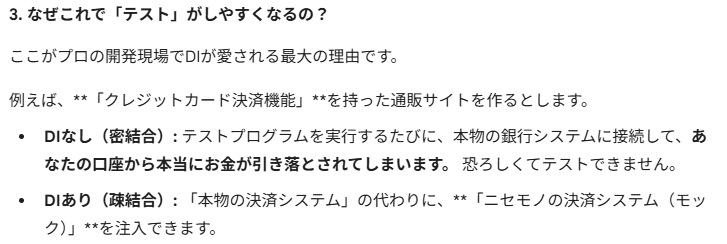 3. なぜこれで「テスト」がしやすくなるの？
ここがプロの開発現場でDIが愛される最大の理由です。
例えば、**「クレジットカード決済機能」**を持った通販サイトを作るとします。
• DIなし（密結合）: テストプログラムを実行するたびに、本物の銀行システムに接続して、あ
なたの口座から本当にお金が引き落とされてしまいます。 恐ろしくてテストできません。
• DIあり（疎結合）: 「本物の決済システム」の代わりに、**「ニセモノの決済システム（モッ
ク）」**を注入できます。